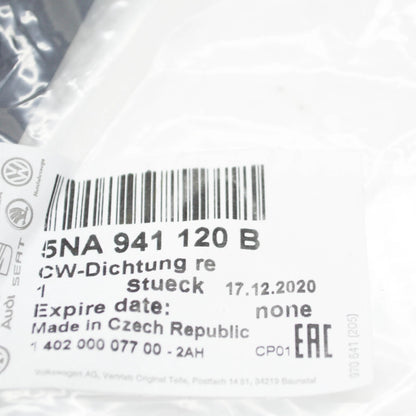 5NA 941 120 B
CW-Dichtung re
1 stueck 17.12.2020
Expire date: none
Made in Czech Republic
1 402 000 077 00 - 2AH CP01 EAC
Volkswagen AG, Vertrieb Original Teile, Postfach 14 51, 34219 Baunatal
Audi SEAT
Nutzfahrzeuge